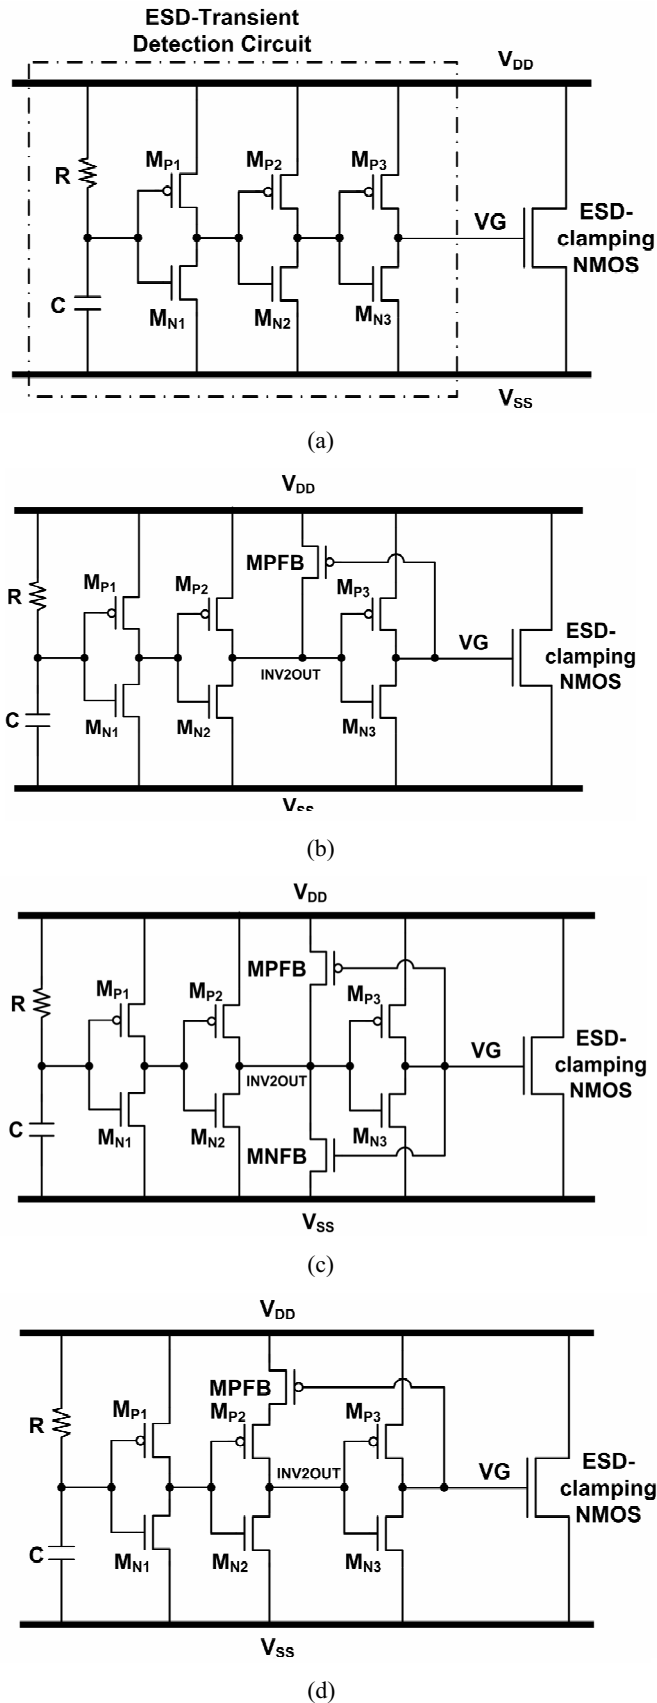 ESD-Transient
Detection Circuit
VDD
R
MP1
MP2
MP3
VG
ESD-
clamping
NMOS
C
MN1
MN2
MN3
VSS
(a)
VDD
MPFB
R
MP1
MP2
MP3
VG
ESD-
clamping
NMOS
INV2OUT
C
MN1
MN2
MN3
VSS
(b)
VDD
MPFB
R
MP1
MP2
MP3
VG
ESD-
clamping
NMOS
INV2OUT
C
MN1
MN2
MNFB
MN3
VSS
(c)
VDD
MPFB
R
MP1
MP2
MP3
INV2OUT
VG
ESD-
clamping
NMOS
C
MN1
MN2
MN3
VSS
(d)